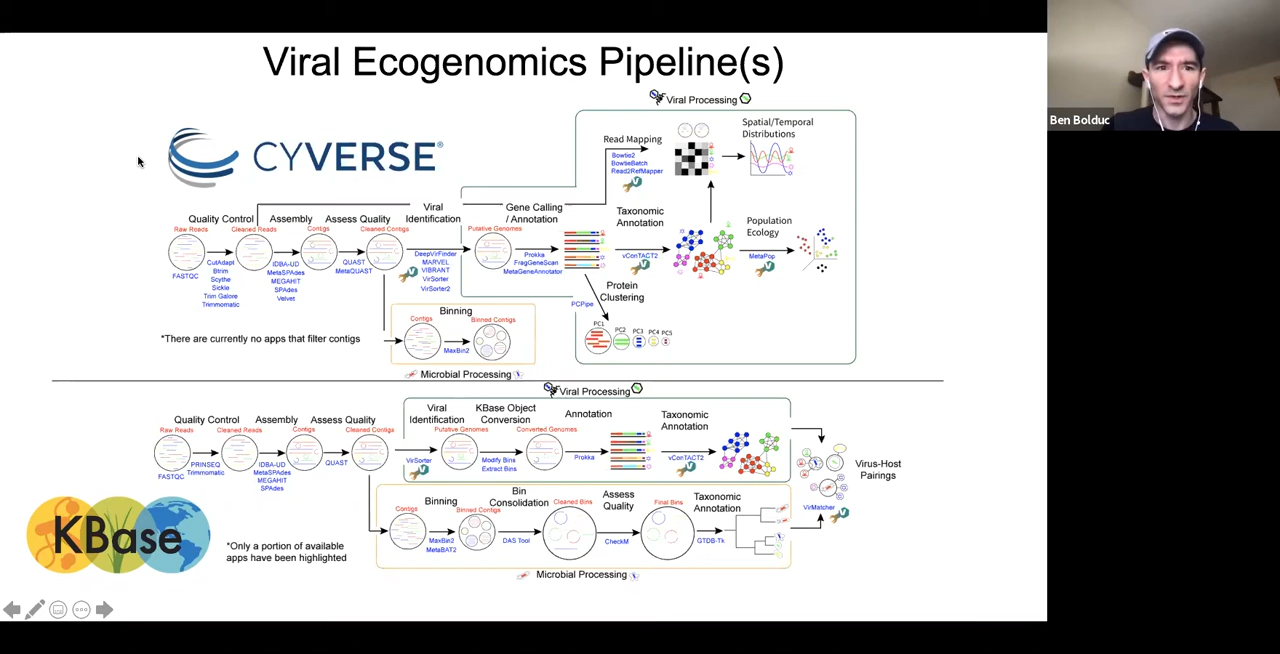 Viral Ecogenomics Pipeline(s)
Ben Bolduc
CYVERSE®
Viral Processing
Read Mapping
Bowtie2
BowtieBatch
Read2RefMapper
Spatial/Temporal
Distributions
Quality Control
Assembly
Assess Quality
Viral
Identification
Gene Calling
/ Annotation
Taxonomic
Annotation
Population
Ecology
Raw Reads
Cleaned Reads
Contigs
Cleaned Contigs
Putative Genomes
FASTQC
CutAdapt
Btrim
Scythe
Sickle
Trim Galore
Trimmomatic
IDBA-UD
MetaSPAdes
MEGAHIT
SPAdes
Velvet
QUAST
MetaQUAST
DeepVirFinder
MARVEL
VIBRANT
VirSorter
VirSorter2
Prokka
FragGeneScan
MetaGeneAnnotator
vConTACT2
MetaPop
Protein
Clustering
PCPipe
PC1
PC2
PC3
PC4
PC5
Binning
Contigs
Binned Contigs
MaxBin2
*There are currently no apps that filter contigs
Microbial Processing
Viral Processing
Quality Control
Assembly
Assess Quality
Viral
Identification
KBase Object
Conversion
Annotation
Taxonomic
Annotation
Raw Reads
Cleaned Reads
Contigs
Cleaned Contigs
Putative Genomes
Converted Genomes
FASTQC
PRINSEQ
Trimmomatic
IDBA-UD
MetaSPAdes
MEGAHIT
SPAdes
QUAST
VirSorter
Modify Bins
Extract Bins
Prokka
vConTACT2
Virus-Host
Pairings
VirMatcher
Binning
Bin
Consolidation
Assess
Quality
Taxonomic
Annotation
Contigs
Binned Contigs
Cleaned Bins
Final Bins
MaxBin2
MetaBAT2
DAS Tool
CheckM
GTDB-Tk
KBase
*Only a portion of available
apps have been highlighted
Microbial Processing